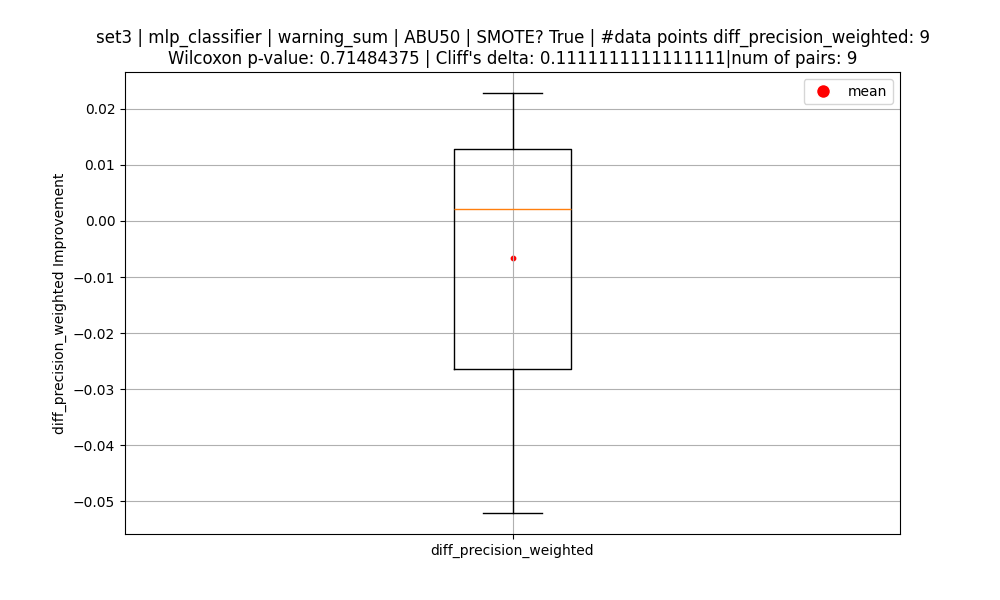 set3 | mlp_classifier | warning_sum | ABU50 | SMOTE? True | #data points diff_precision_weighted: 9
Wilcoxon p-value: 0.71484375 | Cliff's delta: 0.1111111111111111|num of pairs: 9
mean
0.02
0.01
0.00
−0.01
−0.02
−0.03
−0.04
−0.05
diff_precision_weighted Improvement
diff_precision_weighted